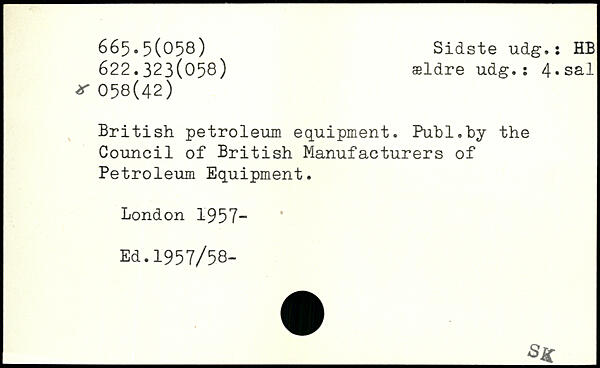 665.5(058) Sidste udg.: HB
622.323(058) ældre udg.: 4.sal
058(42)
British petroleum equipment. Publ.by the
Council of British Manufacturers of
Petroleum Equipment.
London 1957-
Ed.1957/58-
SK